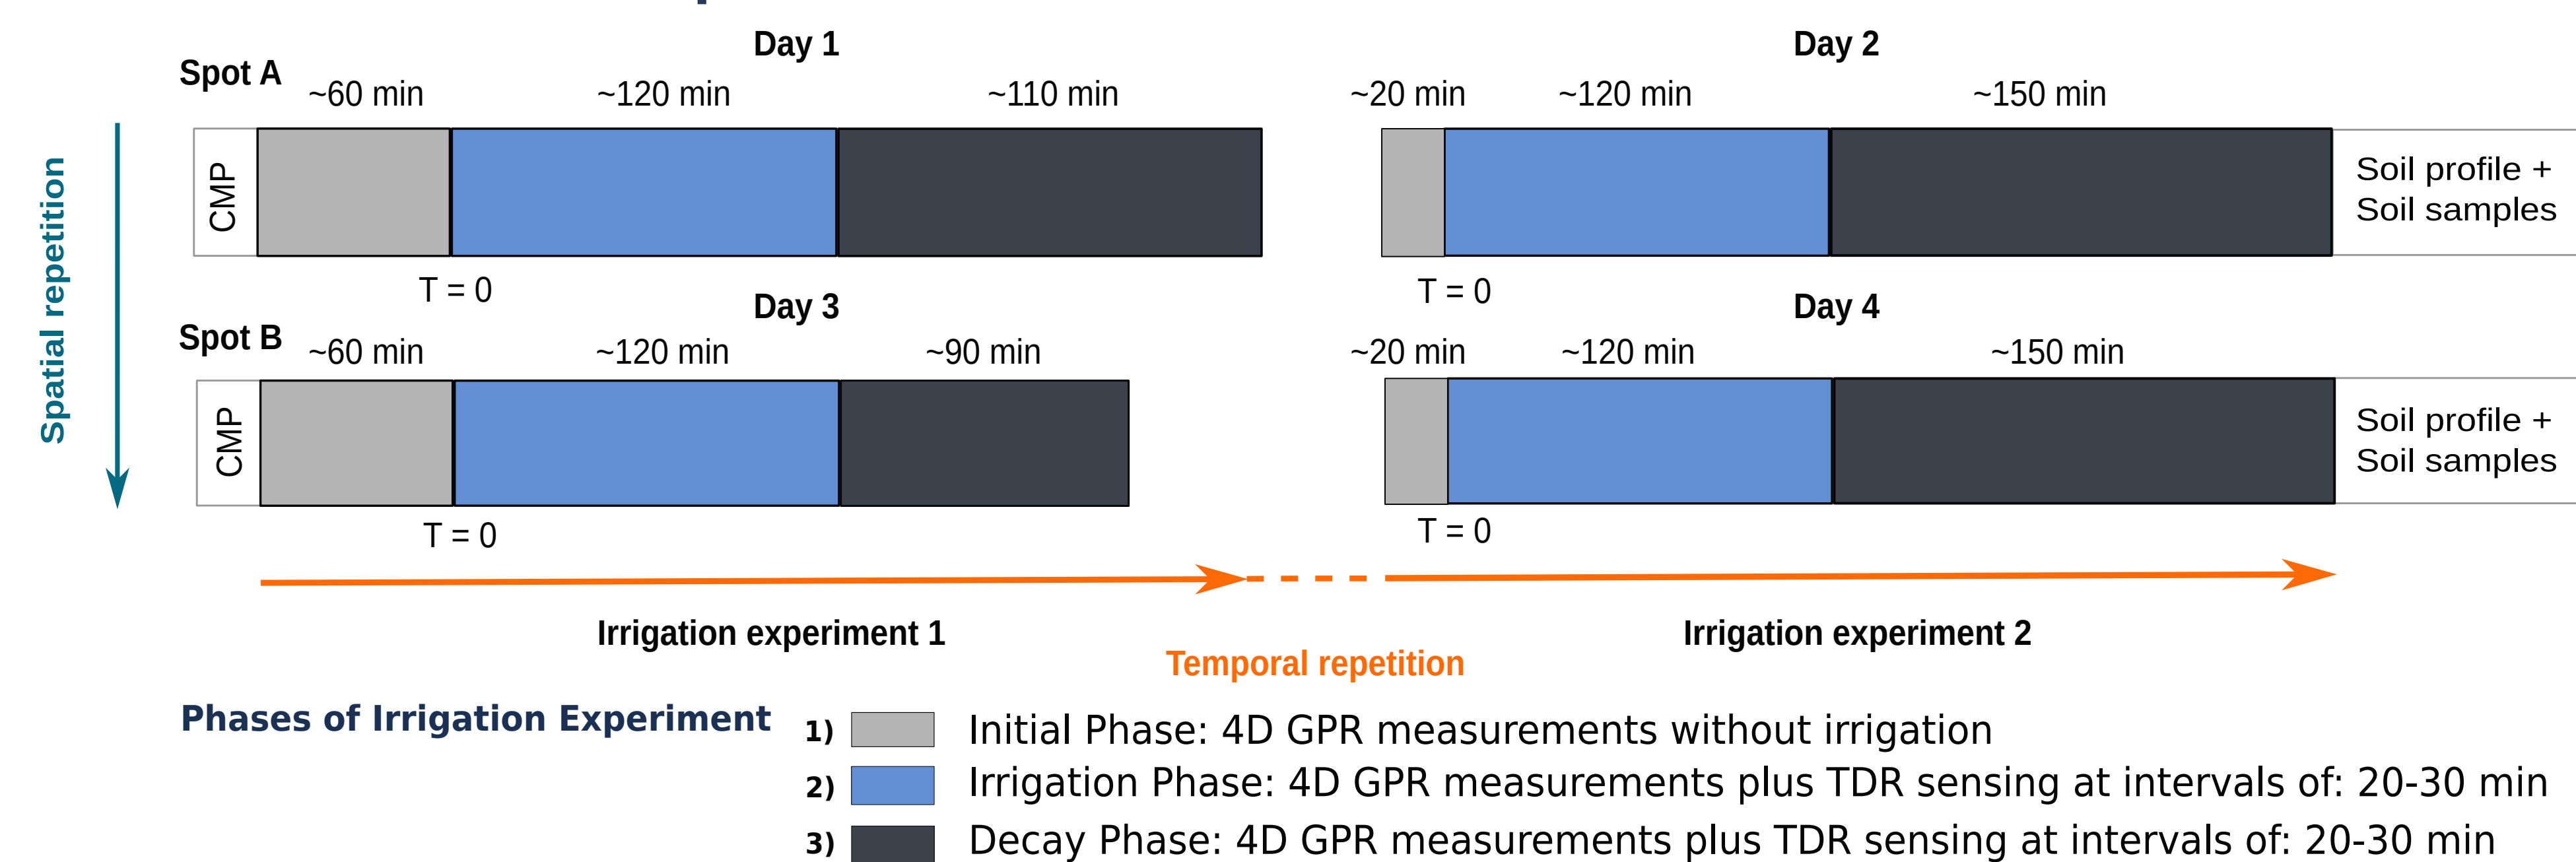 Day 1
Day 2
Spot A
~60 min
~120 min
~110 min
~20 min
~120 min
~150 min
CMP
Soil profile +
Soil samples
Spatial repetition
T = 0
T = 0
Day 3
Day 4
Spot B
~60 min
~120 min
~90 min
~20 min
~120 min
~150 min
CMP
Soil profile +
Soil samples
T = 0
T = 0
Irrigation experiment 1
Irrigation experiment 2
Temporal repetition
Phases of Irrigation Experiment
1) Initial Phase: 4D GPR measurements without irrigation
2) Irrigation Phase: 4D GPR measurements plus TDR sensing at intervals of: 20-30 min
3) Decay Phase: 4D GPR measurements plus TDR sensing at intervals of: 20-30 min